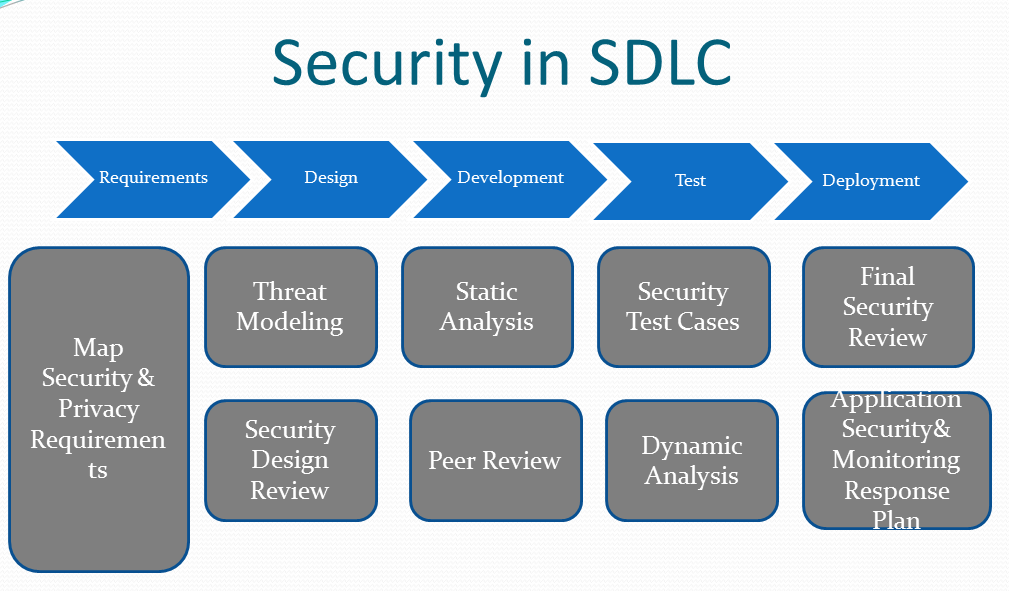 Security in SDLC
Requirements
Design
Development
Test
Deployment
Map
Security &
Privacy
Requiremen
ts
Threat
Modeling
Static
Analysis
Security
Test Cases
Final
Security
Review
Security
Design
Review
Peer Review
Dynamic
Analysis
Application
Security&
Monitoring
Response
Plan